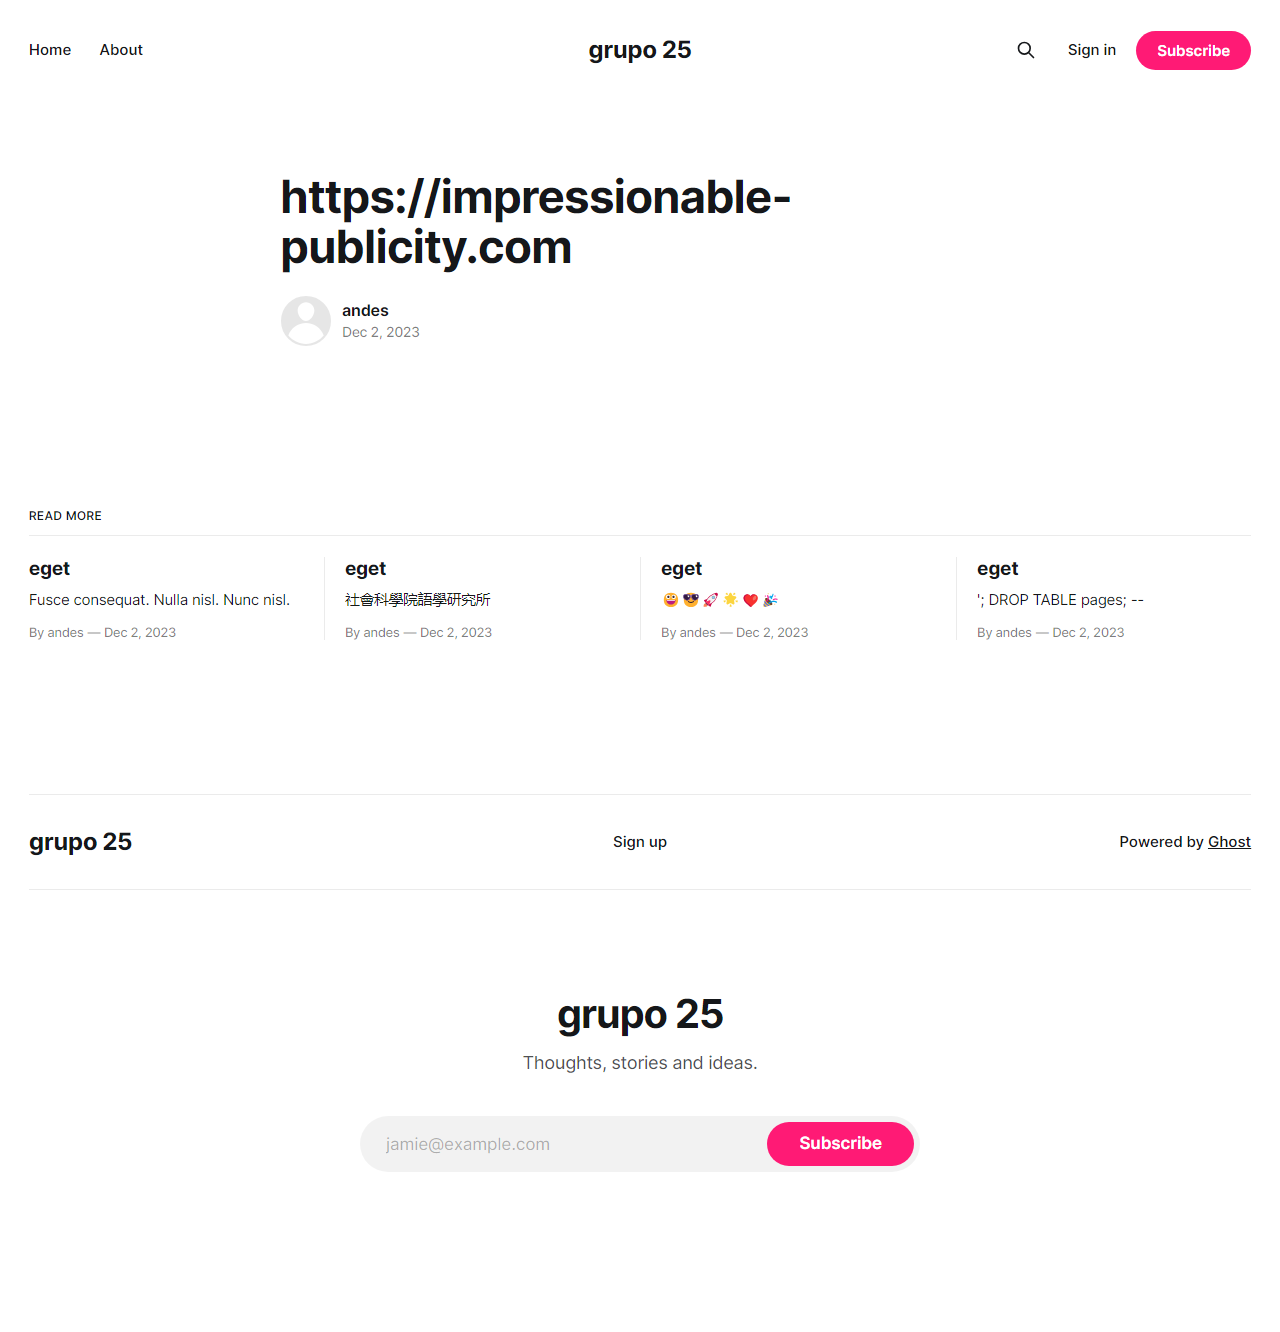 Home About grupo 25 Sign in Subscribe
https://impressionable-
publicity.com
andes
Dec 2, 2023
READ MORE
eget
Fusce consequat. Nulla nisl. Nunc nisl.
By andes — Dec 2, 2023
eget
社會科學院語學研究所
By andes — Dec 2, 2023
eget
🤪 😎 🚀 🌟 ❤️ 🎉
By andes — Dec 2, 2023
eget
'; DROP TABLE pages; --
By andes — Dec 2, 2023
grupo 25 Sign up Powered by Ghost
grupo 25
Thoughts, stories and ideas.
jamie@example.com Subscribe